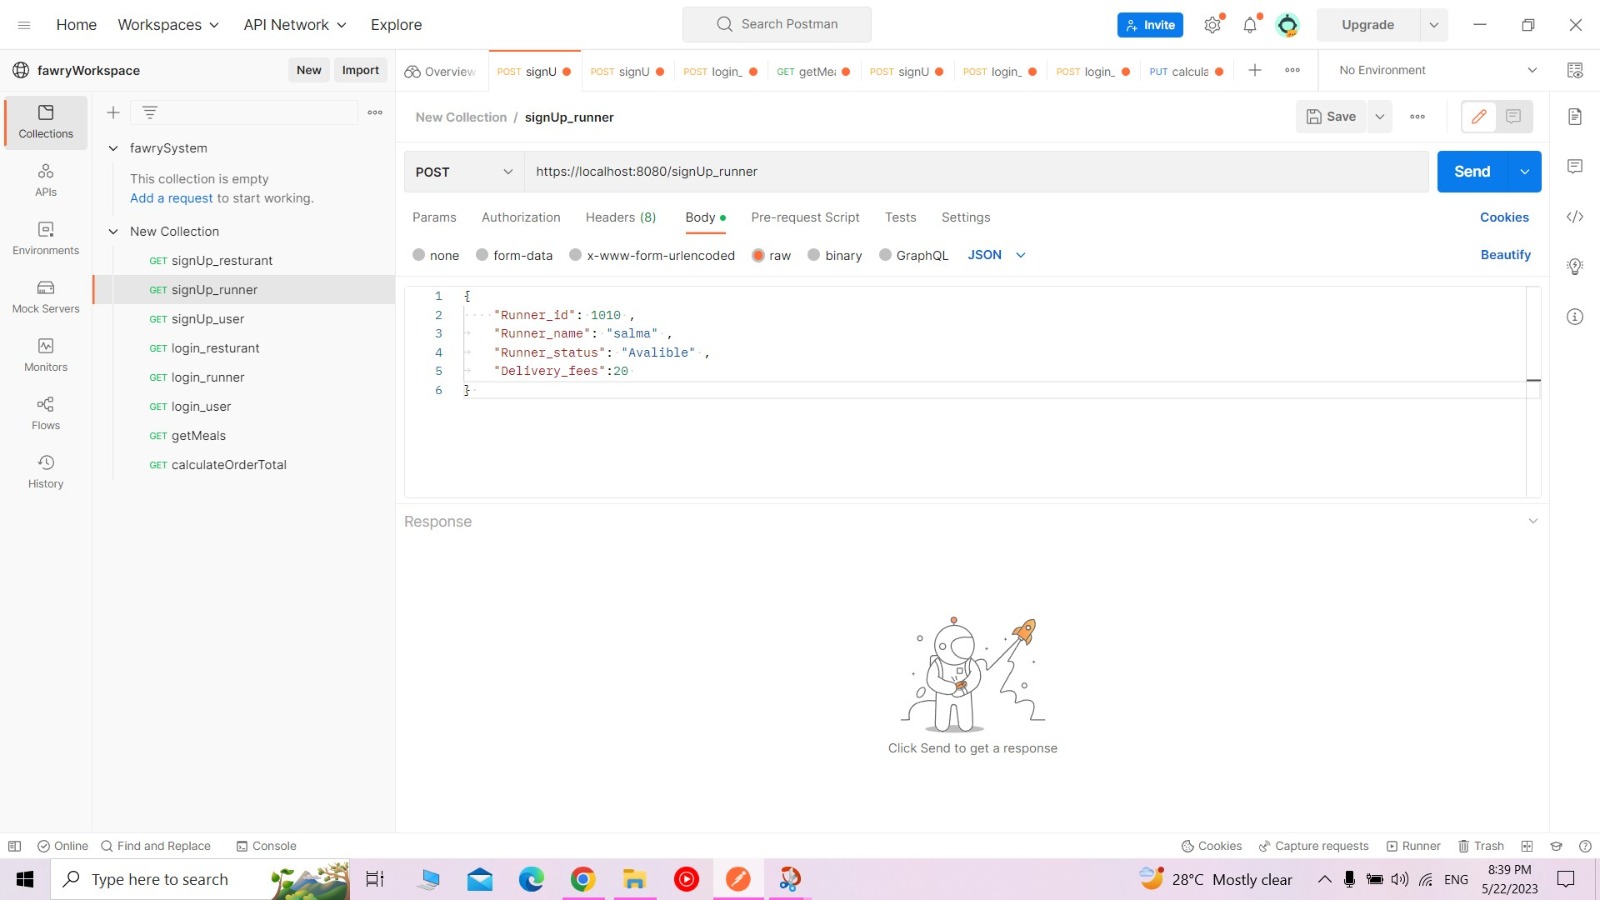 Home
Workspaces
API Network
Explore
Search Postman
Invite
Upgrade
fawryWorkspace
New
Import
Overview
POST signU
POST signU
POST login_
GET getMea
POST signU
POST login_
POST login_
PUT calcula
No Environment
Collections
APIs
Environments
Mock Servers
Monitors
Flows
History
fawrySystem
This collection is empty
Add a request to start working.
New Collection
GET signUp_resturant
GET signUp_runner
GET signUp_user
GET login_resturant
GET login_runner
GET login_user
GET getMeals
GET calculateOrderTotal
New Collection / signUp_runner
Save
POST
https://localhost:8080/signUp_runner
Send
Params
Authorization
Headers (8)
Body
Pre-request Script
Tests
Settings
Cookies
none
form-data
x-www-form-urlencoded
raw
binary
GraphQL
JSON
Beautify
1 {
2 "Runner_id": 1010 ,
3 "Runner_name": "salma" ,
4 "Runner_status": "Avalible" ,
5 "Delivery_fees":20
6 }
Response
Click Send to get a response
Online
Find and Replace
Console
Cookies
Capture requests
Runner
Trash
Type here to search
28°C Mostly clear
ENG
8:39 PM
5/22/2023